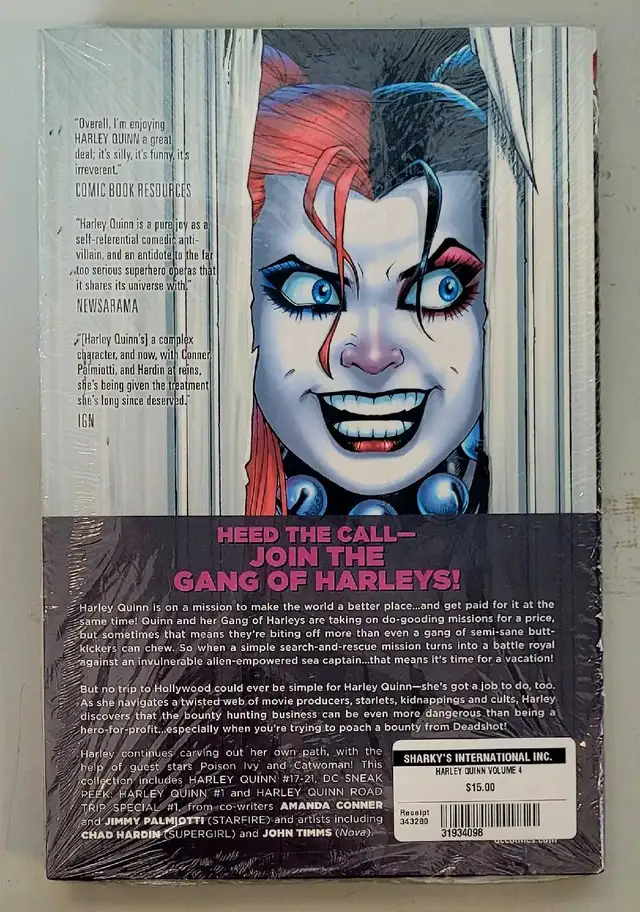 "Overall, I'm enjoying
HARLEY QUINN a great
deal; it's silly, it's funny, it's
irreverent."
COMIC BOOK RESOURCES
"Harley Quinn is a pure joy as a
self-referential comedic anti-
villain, and an antidote to the far
too serious superhero operas that
it shares its universe with."
NEWSARAMA
"[Harley Quinn's] a complex
character, and now, with Conner,
Palmiotti, and Hardin at reins,
she's being given the treatment
she's long since deserved."
IGN
HEED THE CALL—
JOIN THE
GANG OF HARLEYS!
Harley Quinn is on a mission to make the world a better place...and get paid for it at the
same time! Quinn and her Gang of Harleys are taking on do-gooding missions for a price,
but sometimes that means they're biting off more than even a gang of semi-sane butt-
kickers can chew. So when a simple search-and-rescue mission turns into a battle royal
against an invulnerable alien-empowered sea captain...that means it's time for a vacation!
But no trip to Hollywood could ever be simple for Harley Quinn—she's got a job to do, too.
As she navigates a twisted web of movie producers, starlets, kidnappings and cults, Harley
discovers that the bounty hunting business can be even more dangerous than being a
hero-for-profit...especially when you're trying to poach a bounty from Deadshot!
Harley continues carving out her own path, with the
help of guest stars Poison Ivy and Catwoman! This
collection includes HARLEY QUINN #17-21, DC SNEAK
PEEK: HARLEY QUINN #1 and HARLEY QUINN ROAD
TRIP SPECIAL #1, from co-writers AMANDA CONNER
and JIMMY PALMIOTTI (STARFIRE) and artists including
CHAD HARDIN (SUPERGIRL) and JOHN TIMMS (Nova).
SHARKY'S INTERNATIONAL INC.
HARLEY QUINN VOLUME 4
$15.00
Receipt
343280
31934098
dccomics.com